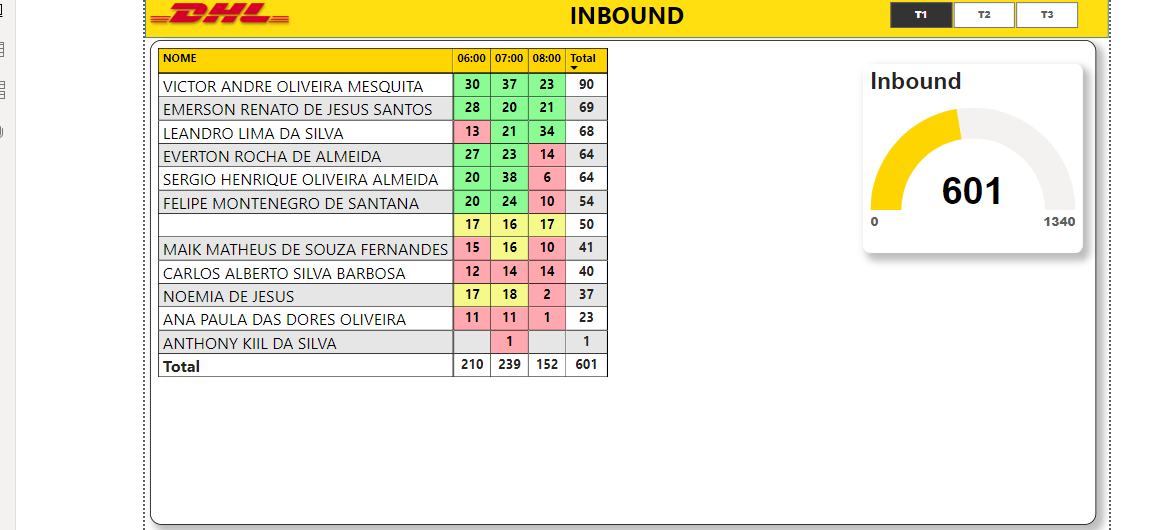 DHL
INBOUND
T1 T2 T3
NOME 06:00 07:00 08:00 Total
VICTOR ANDRE OLIVEIRA MESQUITA 30 37 23 90
EMERSON RENATO DE JESUS SANTOS 28 20 21 69
LEANDRO LIMA DA SILVA 13 21 34 68
EVERTON ROCHA DE ALMEIDA 27 23 14 64
SERGIO HENRIQUE OLIVEIRA ALMEIDA 20 38 6 64
FELIPE MONTENEGRO DE SANTANA 20 24 10 54
17 16 17 50
MAIK MATHEUS DE SOUZA FERNANDES 15 16 10 41
CARLOS ALBERTO SILVA BARBOSA 12 14 14 40
NOEMIA DE JESUS 17 18 2 37
ANA PAULA DAS DORES OLIVEIRA 11 11 1 23
ANTHONY KIIL DA SILVA 1 1
Total 210 239 152 601
Inbound
601
0 1340